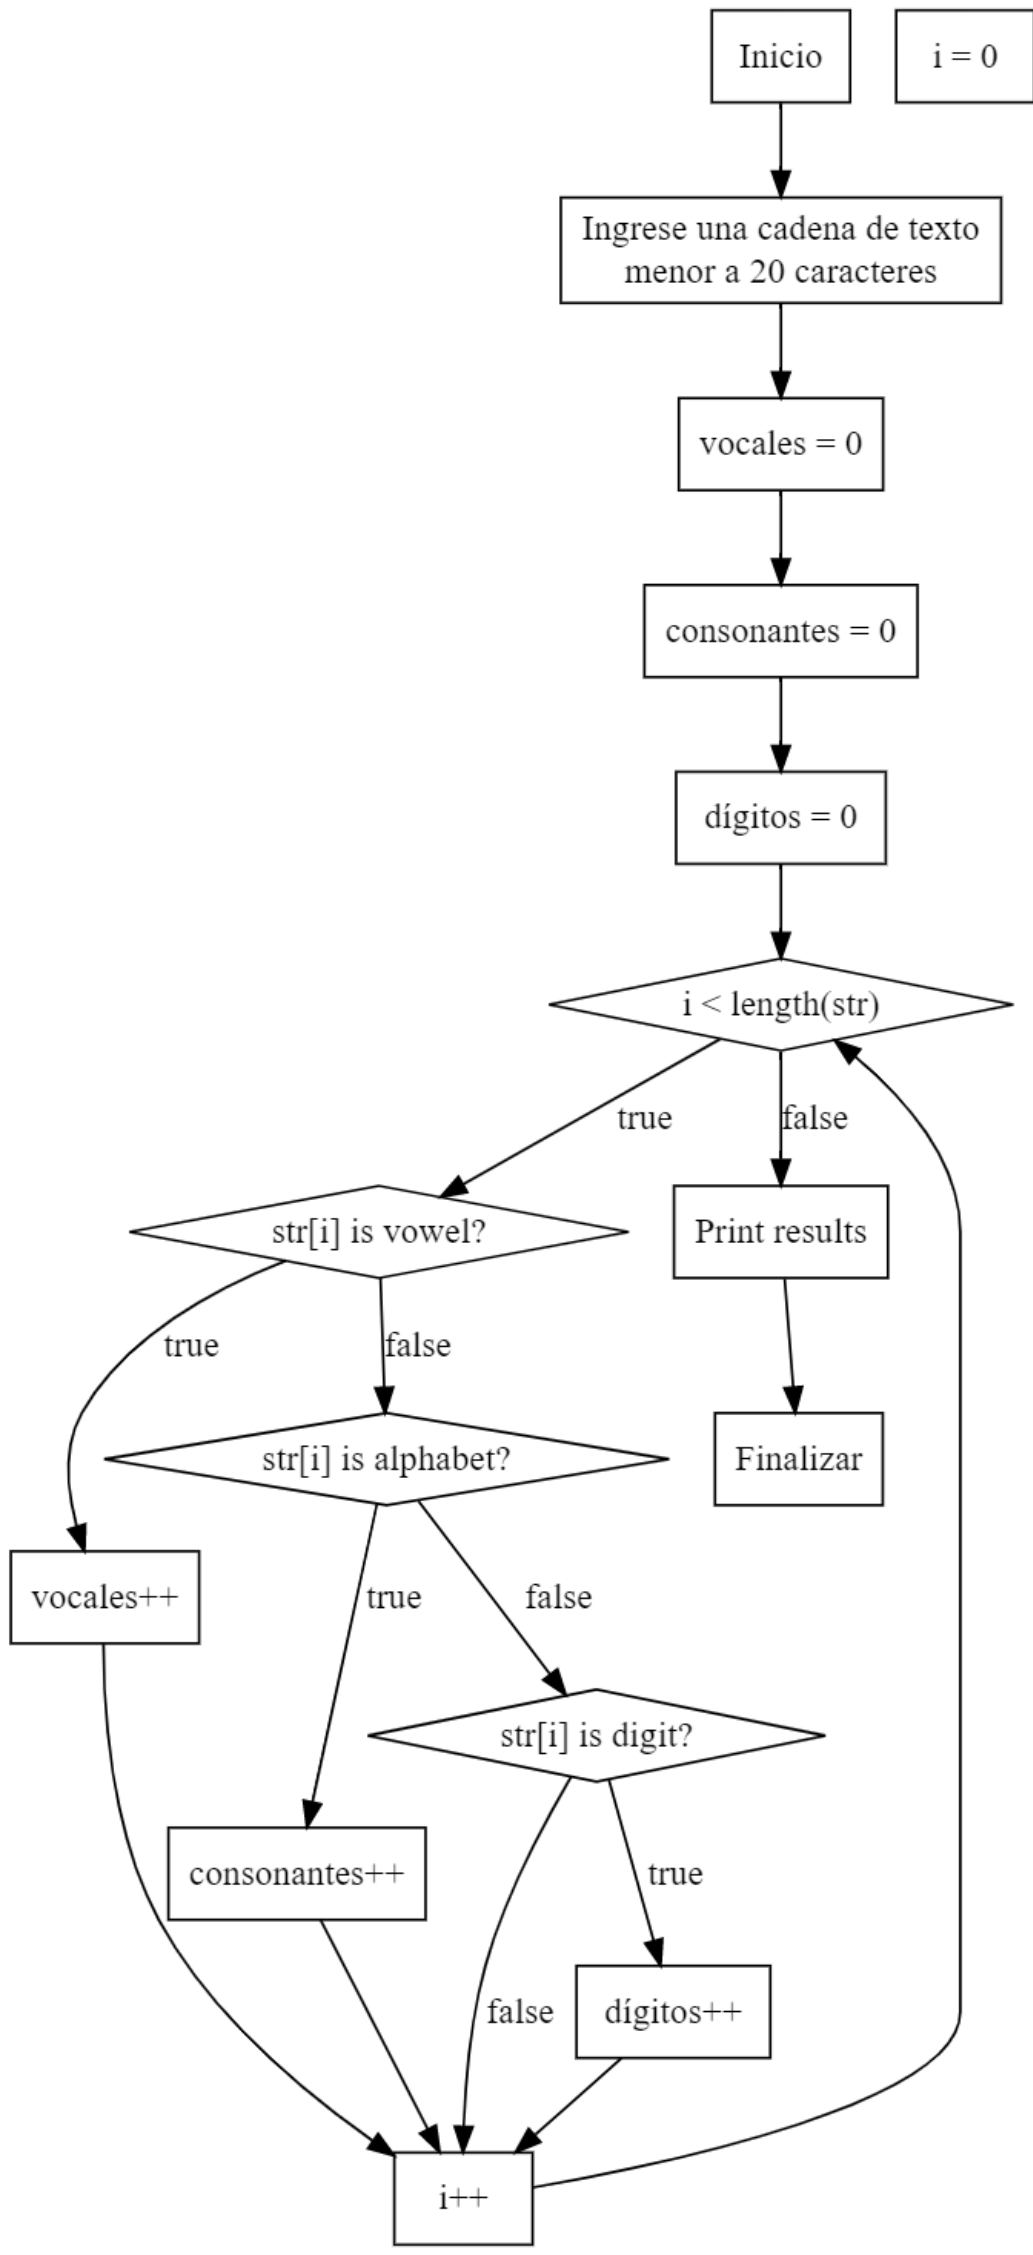 Inicio
i = 0
Ingrese una cadena de texto
menor a 20 caracteres
vocales = 0
consonantes = 0
dígitos = 0
i < length(str)
true
false
str[i] is vowel?
Print results
true
false
str[i] is alphabet?
Finalizar
vocales++
true
false
str[i] is digit?
consonantes++
true
false
dígitos++
i++